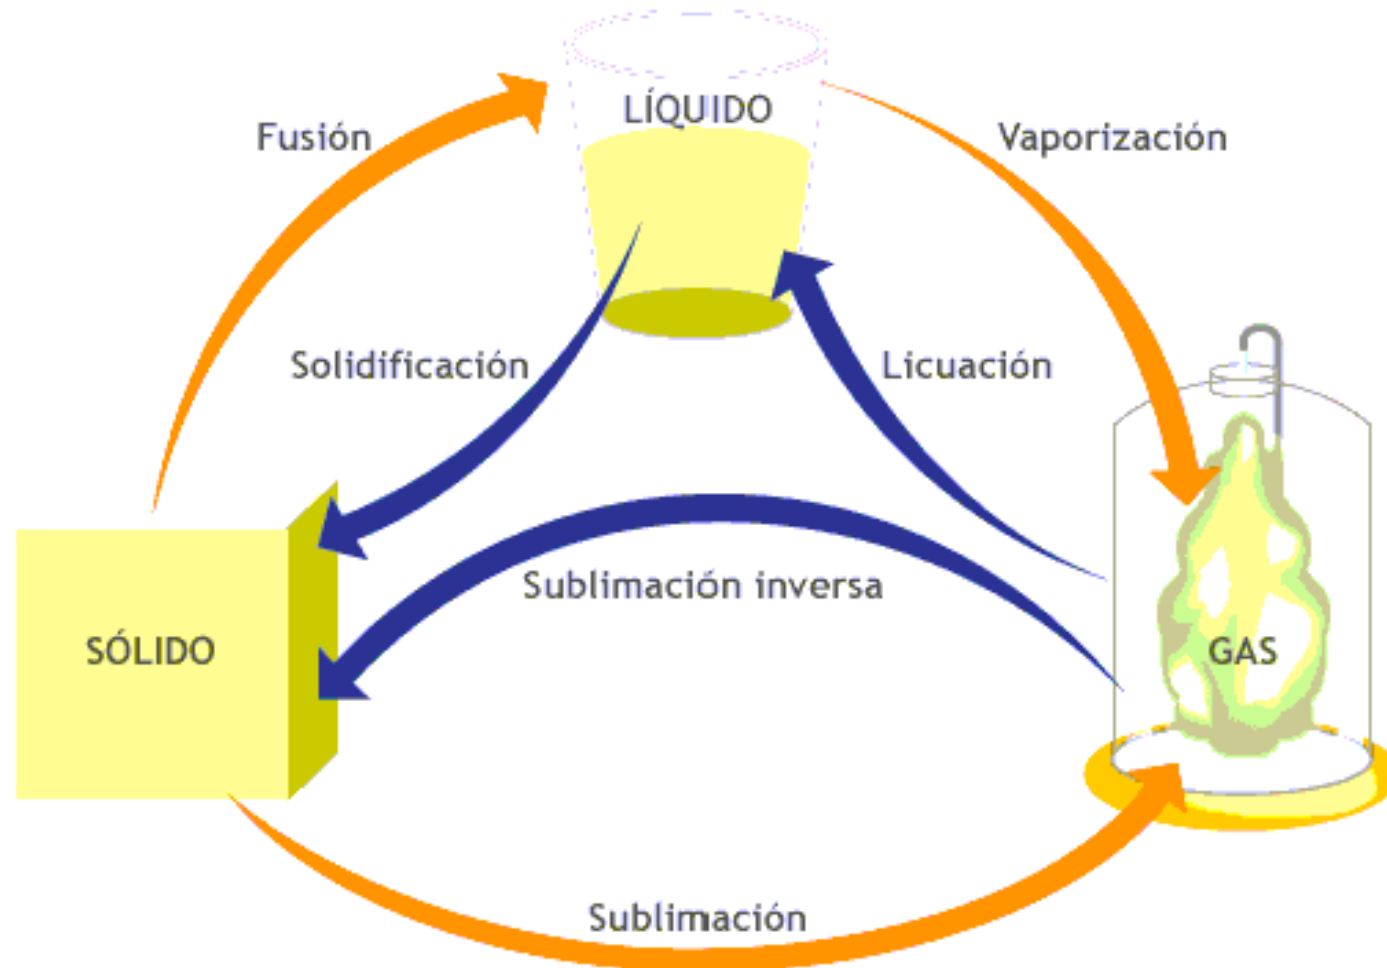 LÍQUIDO
Fusión
Vaporización
Solidificación
Licuación
Sublimación inversa
SÓLIDO
GAS
Sublimación